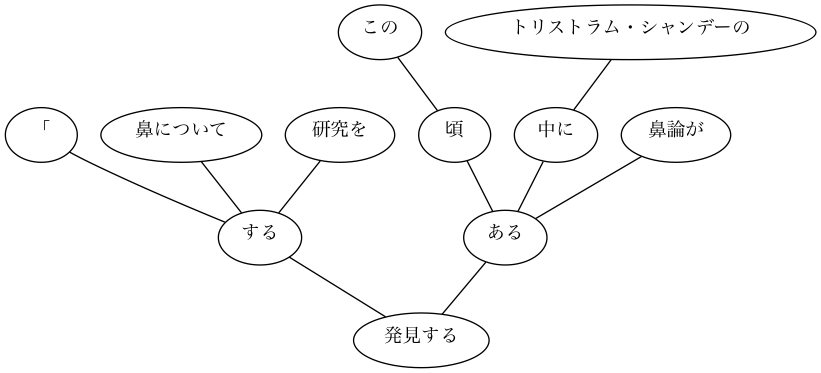 この
トリストラム・シャンデーの
「
鼻について
研究を
頃
中に
鼻論が
する
ある
発見する